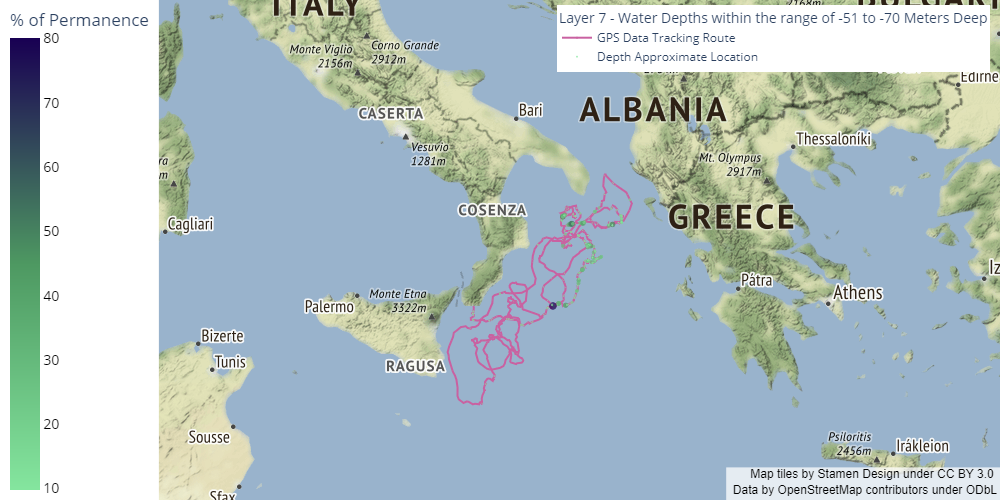 % of Permanence
80
70
60
50
40
30
20
10
Layer 7 - Water Depths within the range of -51 to -70 Meters Deep
GPS Data Tracking Route
Depth Approximate Location
ITALY
2168m
Monte Viglio
2156m
Corno Grande
2912m
CASERTA
Vesuvio
1281m
Bari
ALBANIA
Edirne
Thessaloníki
Mt. Olympus
2917m
ra
m
Cagliari
COSENZA
GREECE
Iz
Palermo
Monte Etna
3322m
Pátra
Athens
Bizerte
Tunis
RAGUSA
Sousse
Sfax
Psiloritis
2456m
Irákleion
Map tiles by Stamen Design under CC BY 3.0
Data by OpenStreetMap contributors under ODbL